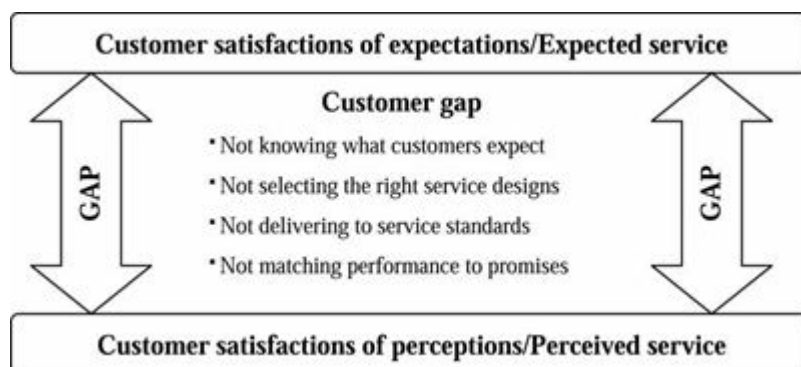 Customer satisfactions of expectations/Expected service
Customer gap
• Not knowing what customers expect
• Not selecting the right service designs
• Not delivering to service standards
• Not matching performance to promises
GAP
GAP
Customer satisfactions of perceptions/Perceived service